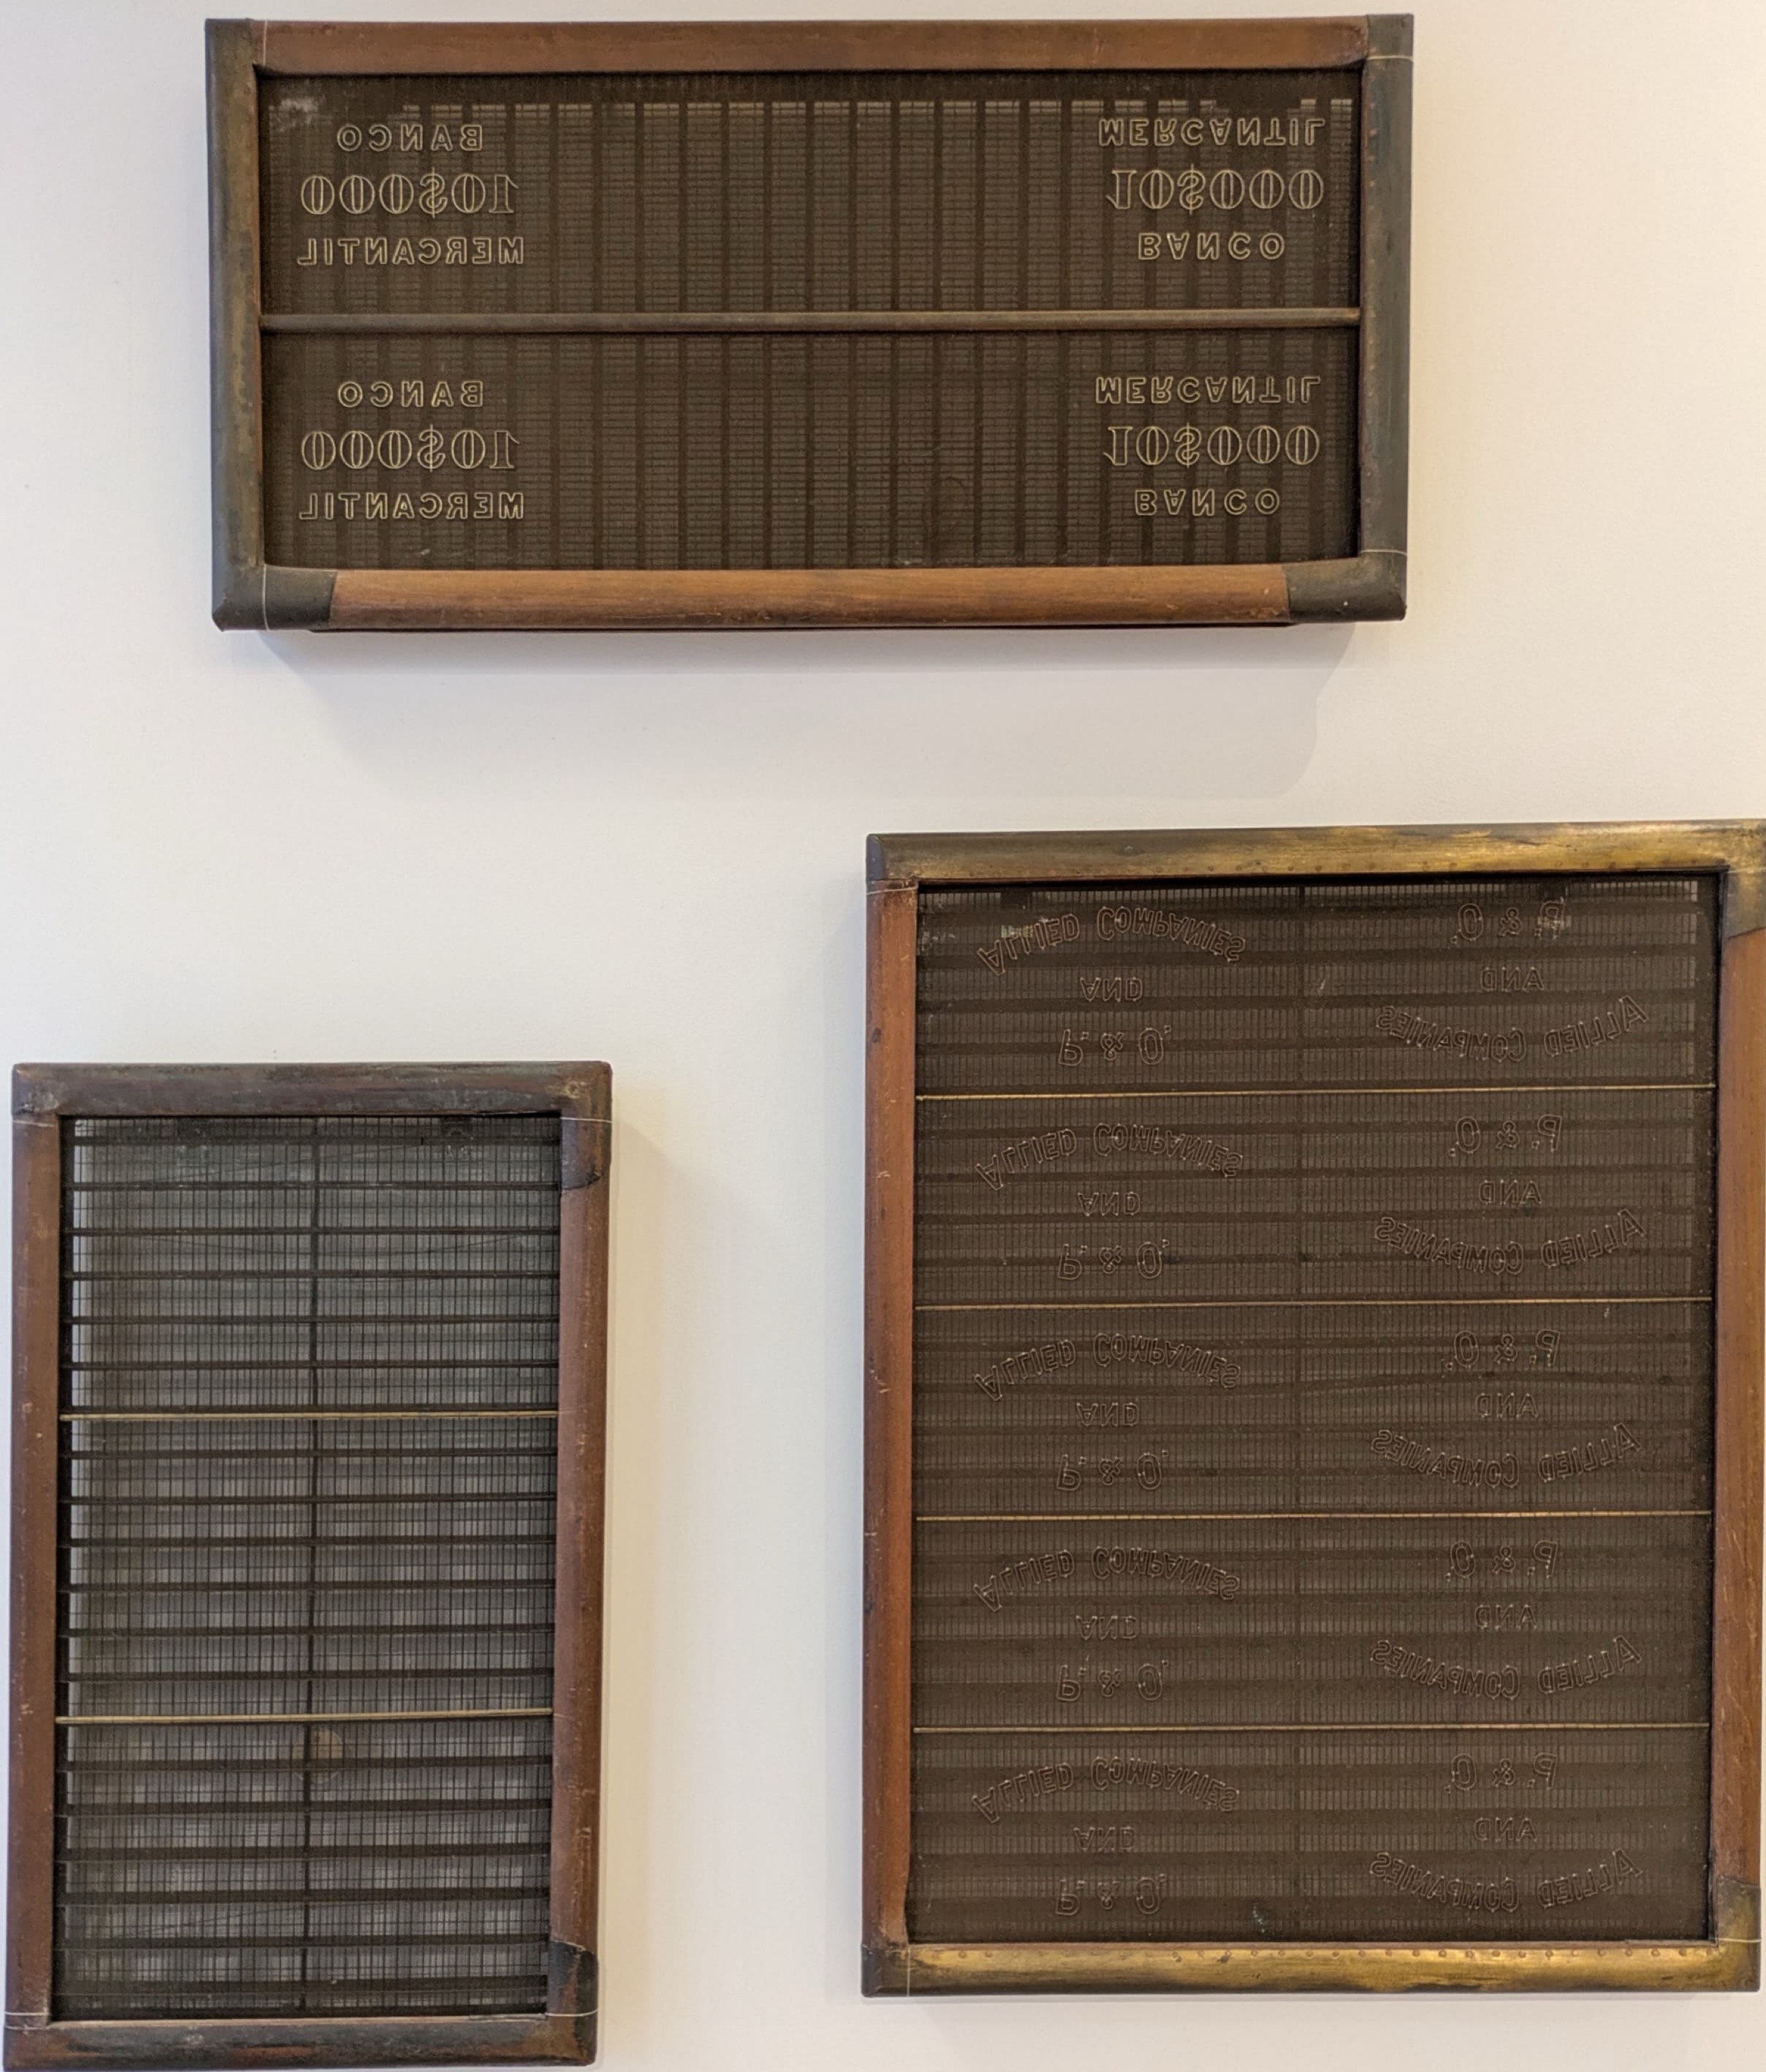 BANCO
10$000
MERCANTIL
MERCANTIL
10$000
BANCO
BANCO
10$000
MERCANTIL
MERCANTIL
10$000
BANCO
ALLIED COMPANIES
AND
P. & O.
P. & O.
AND
ALLIED COMPANIES
ALLIED COMPANIES
AND
P. & O.
P. & O.
AND
ALLIED COMPANIES
ALLIED COMPANIES
AND
P. & O.
P. & O.
AND
ALLIED COMPANIES
ALLIED COMPANIES
AND
P. & O.
P. & O.
AND
ALLIED COMPANIES
ALLIED COMPANIES
AND
P. & O.
P. & O.
AND
ALLIED COMPANIES